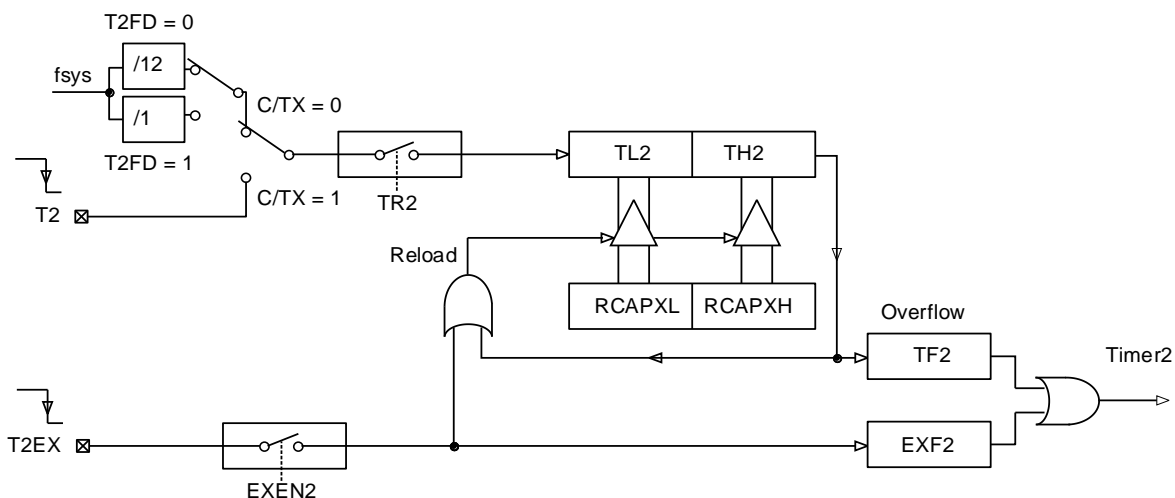 T2FD = 0
/12
fsys
C/TX = 0
/1
T2FD = 1
TL2
TH2
C/TX = 1
T2
TR2
Reload
RCAPXL
RCAPXH
Overflow
TF2
Timer2
T2EX
EXF2
EXEN2